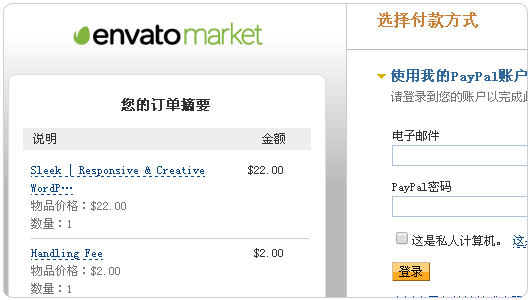 envatomarket
您的订单摘要
说明 金额
Sleek | Responsive & Creative $22.00
WordP…
物品价格：$22.00
数量：1
Handling Fee $2.00
物品价格：$2.00
数量：1
选择付款方式
使用我的PayPal账户
请登录到您的账户以完成此
电子邮件
PayPal密码
这是私人计算机。 这
登录